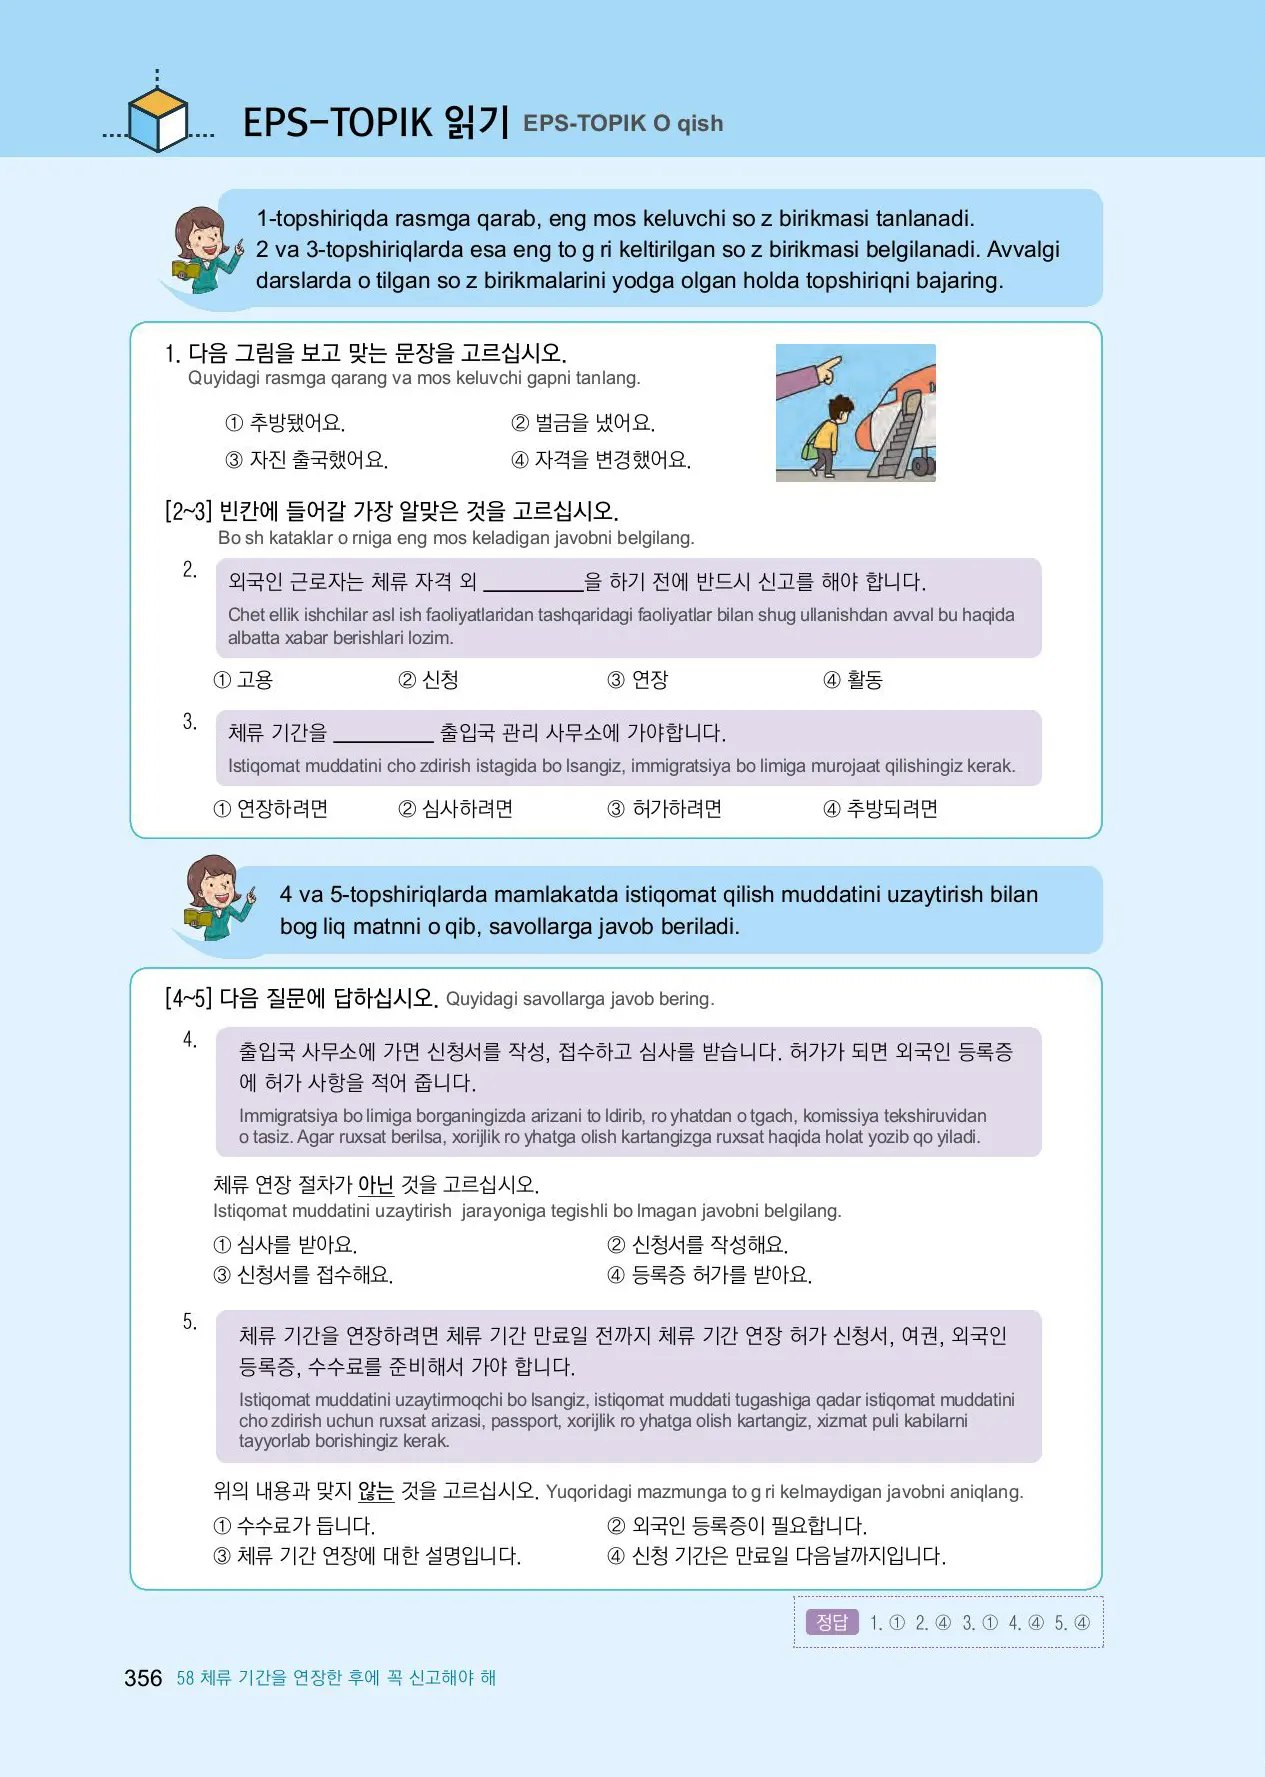 EPS-TOPIK 읽기 EPS-TOPIK O qish
1-topshiriqda rasmga qarab, eng mos keluvchi so z birikmasi tanlanadi.
2 va 3-topshiriqlarda esa eng to g ri keltirilgan so z birikmasi belgilanadi. Avvalgi
darslarda o tilgan so z birikmalarini yodga olgan holda topshiriqni bajaring.
1. 다음 그림을 보고 맞는 문장을 고르십시오.
Quyidagi rasmga qarang va mos keluvchi gapni tanlang.
① 추방됐어요. ② 벌금을 냈어요.
③ 자진 출국했어요. ④ 자격을 변경했어요.
[2~3] 빈칸에 들어갈 가장 알맞은 것을 고르십시오.
Bo sh kataklar o rniga eng mos keladigan javobni belgilang.
2. 외국인 근로자는 체류 자격 외 __________을 하기 전에 반드시 신고를 해야 합니다.
Chet ellik ishchilar asl ish faoliyatlaridan tashqaridagi faoliyatlar bilan shug ullanishdan avval bu haqida
albatta xabar berishlari lozim.
① 고용 ② 신청 ③ 연장 ④ 활동
3. 체류 기간을 __________ 출입국 관리 사무소에 가야합니다.
Istiqomat muddatini cho zdirish istagida bo lsangiz, immigratsiya bo limiga murojaat qilishingiz kerak.
① 연장하려면 ② 심사하려면 ③ 허가하려면 ④ 추방되려면
4 va 5-topshiriqlarda mamlakatda istiqomat qilish muddatini uzaytirish bilan
bog liq matnni o qib, savollarga javob beriladi.
[4~5] 다음 질문에 답하십시오. Quyidagi savollarga javob bering.
4. 출입국 사무소에 가면 신청서를 작성, 접수하고 심사를 받습니다. 허가가 되면 외국인 등록증
에 허가 사항을 적어 줍니다.
Immigratsiya bo limiga borganingizda arizani to ldirib, ro yhatdan o tgach, komissiya tekshiruvidan
o tasiz. Agar ruxsat berilsa, xorijlik ro yhatga olish kartangizga ruxsat haqida holat yozib qo yiladi.
체류 연장 절차가 아닌 것을 고르십시오.
Istiqomat muddatini uzaytirish jarayoniga tegishli bo lmagan javobni belgilang.
① 심사를 받아요. ② 신청서를 작성해요.
③ 신청서를 접수해요. ④ 등록증 허가를 받아요.
5. 체류 기간을 연장하려면 체류 기간 만료일 전까지 체류 기간 연장 허가 신청서, 여권, 외국인
등록증, 수수료를 준비해서 가야 합니다.
Istiqomat muddatini uzaytirmoqchi bo lsangiz, istiqomat muddati tugashiga qadar istiqomat muddatini
cho zdirish uchun ruxsat arizasi, passport, xorijlik ro yhatga olish kartangiz, xizmat puli kabilarni
tayyorlab borishingiz kerak.
위의 내용과 맞지 않는 것을 고르십시오. Yuqoridagi mazmunga to g ri kelmaydigan javobni aniqlang.
① 수수료가 듭니다. ② 외국인 등록증이 필요합니다.
③ 체류 기간 연장에 대한 설명입니다. ④ 신청 기간은 만료일 다음날까지입니다.
정답 1. ① 2. ④ 3. ① 4. ④ 5. ④
356 58 체류 기간을 연장한 후에 꼭 신고해야 해